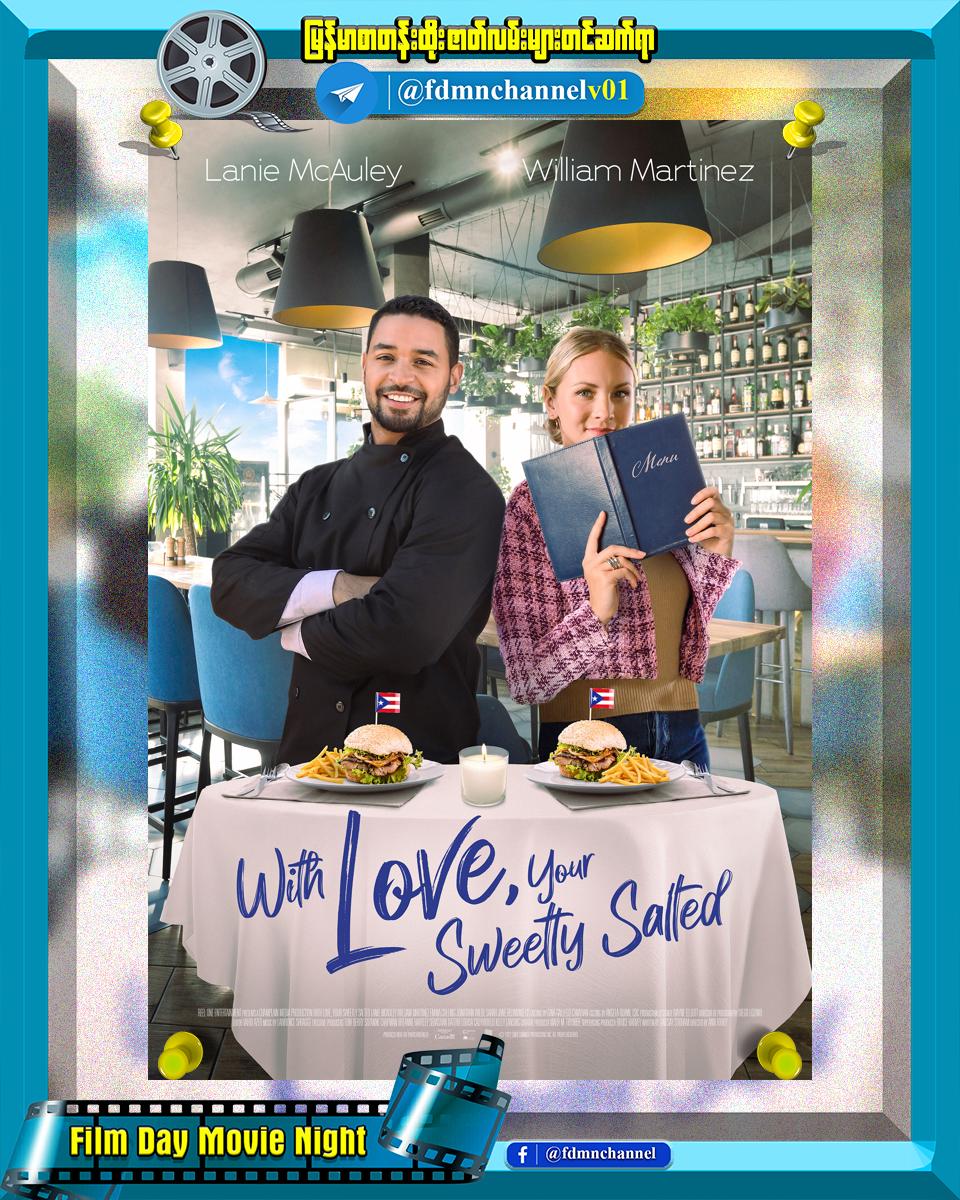 မြန်မာစာတန်းထိုးဇာတ်လမ်းများတင်ဆက်ရာ
@fdmnchannelv01
Lanie McAuley William Martinez
Menu
With Love, Your
Sweetly Salted
Film Day Movie Night
@fdmnchannel